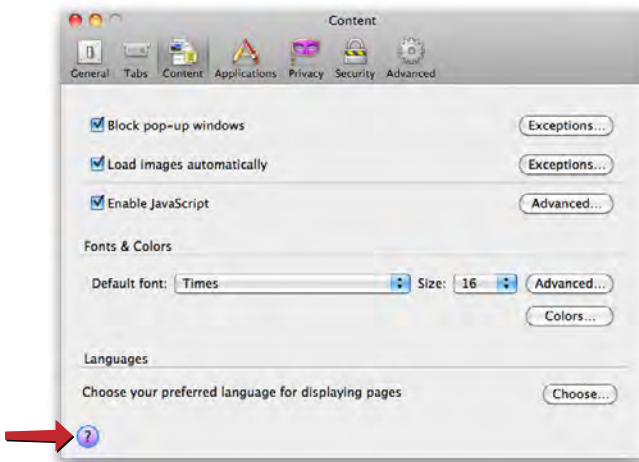 Content
General Tabs Content Applications Privacy Security Advanced
Block pop-up windows Exceptions...
Load images automatically Exceptions...
Enable JavaScript Advanced...
Fonts & Colors
Default font: Times Size: 16 Advanced...
Colors...
Languages
Choose your preferred language for displaying pages Choose...
?